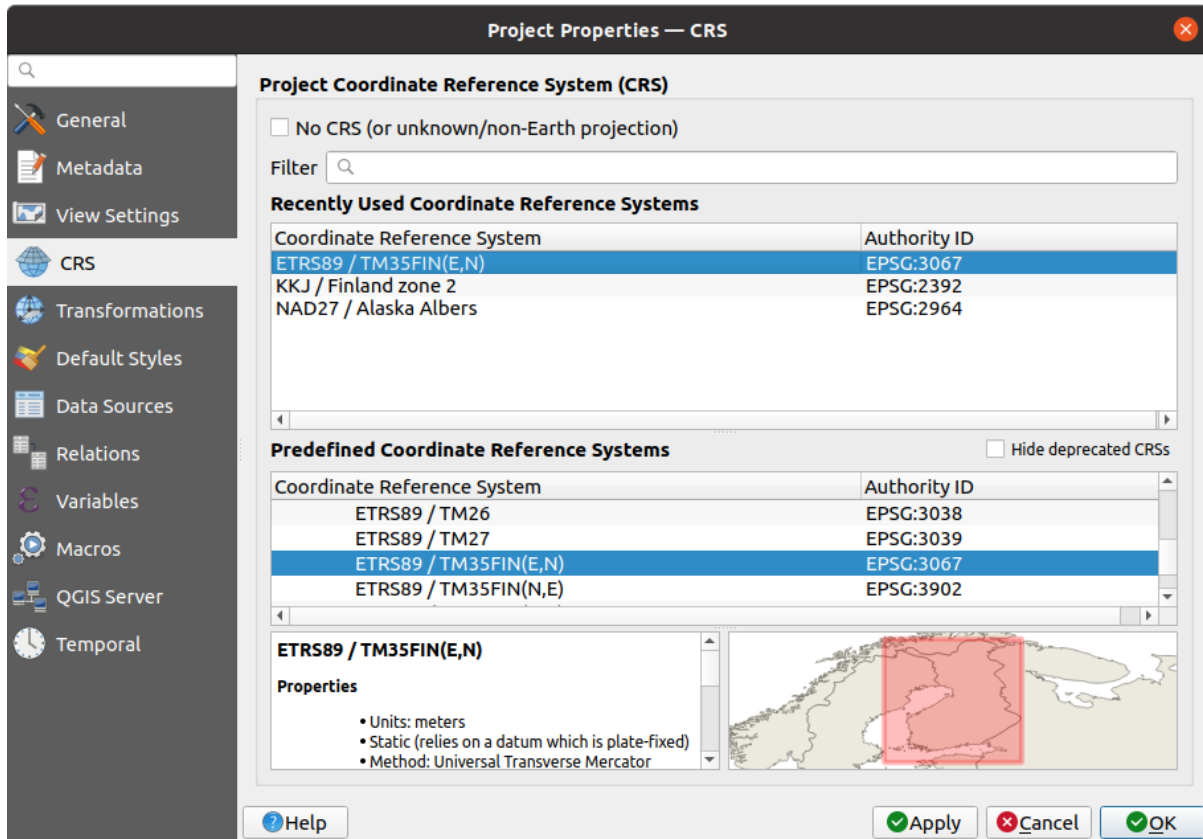 Project Properties — CRS
General
Metadata
View Settings
CRS
Transformations
Default Styles
Data Sources
Relations
Variables
Macros
QGIS Server
Temporal
Project Coordinate Reference System (CRS)
No CRS (or unknown/non-Earth projection)
Filter
Recently Used Coordinate Reference Systems
Coordinate Reference System Authority ID
ETRS89 / TM35FIN(E,N) EPSG:3067
KKJ / Finland zone 2 EPSG:2392
NAD27 / Alaska Albers EPSG:2964
Predefined Coordinate Reference Systems Hide deprecated CRSs
Coordinate Reference System Authority ID
ETRS89 / TM26 EPSG:3038
ETRS89 / TM27 EPSG:3039
ETRS89 / TM35FIN(E,N) EPSG:3067
ETRS89 / TM35FIN(N,E) EPSG:3902
ETRS89 / TM35FIN(E,N)
Properties
• Units: meters
• Static (relies on a datum which is plate-fixed)
• Method: Universal Transverse Mercator
Help Apply Cancel OK